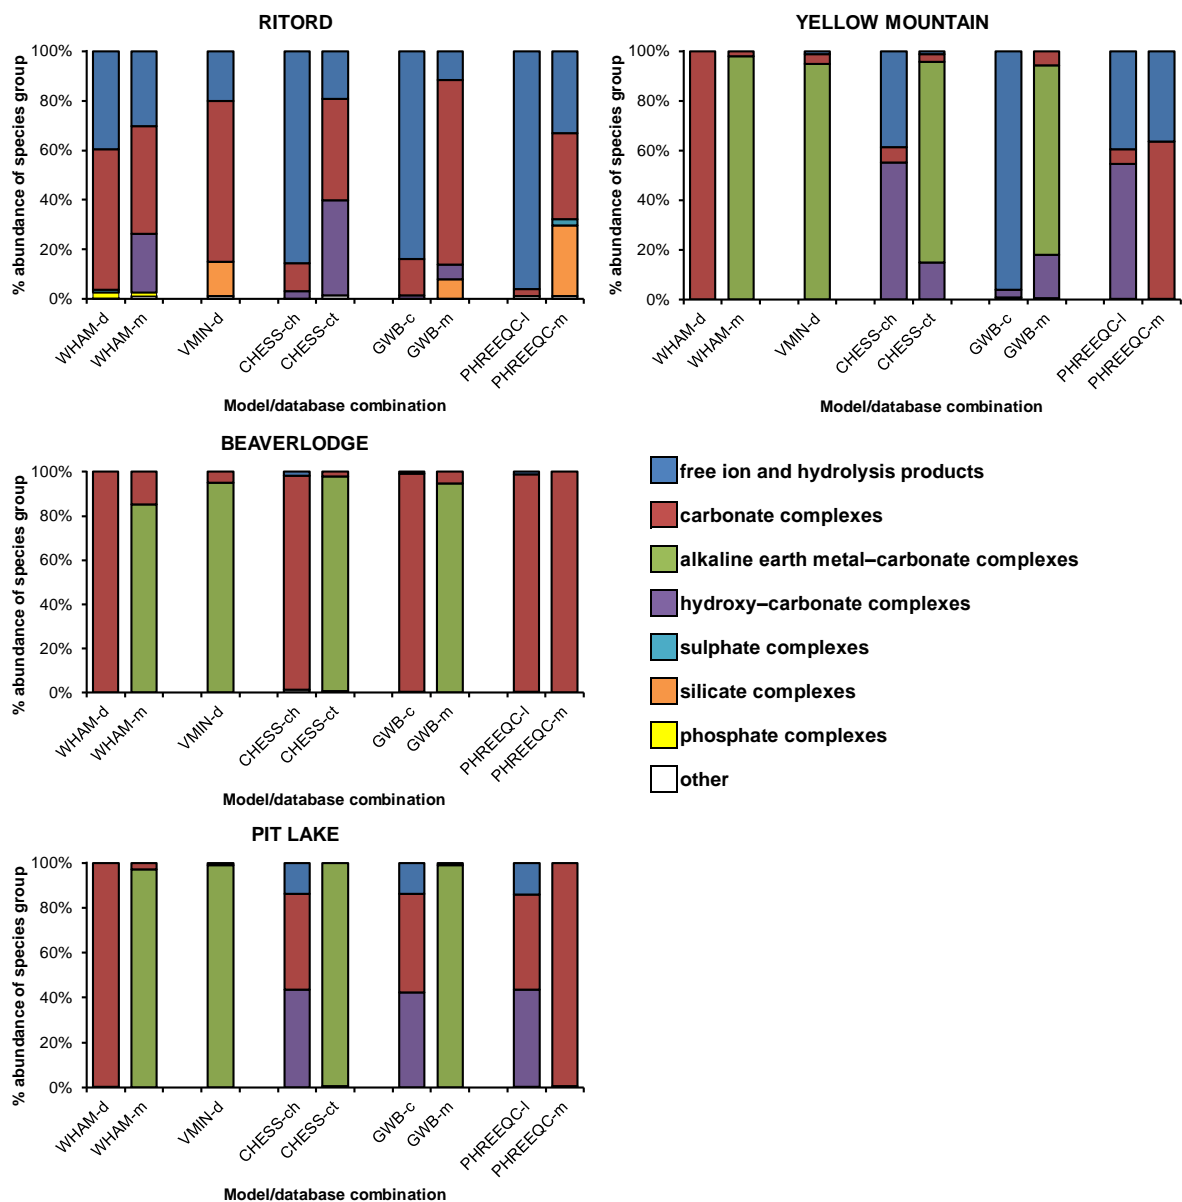 RITORD
% abundance of species group
100%
80%
60%
40%
20%
0%
WHAM-d
WHAM-m
VMIN-d
CHESS-ch
CHESS-ct
GWB-c
GWB-m
PHREEQC-l
PHREEQC-m
Model/database combination
YELLOW MOUNTAIN
% abundance of species group
100%
80%
60%
40%
20%
0%
WHAM-d
WHAM-m
VMIN-d
CHESS-ch
CHESS-ct
GWB-c
GWB-m
PHREEQC-l
PHREEQC-m
Model/database combination
BEAVERLODGE
% abundance of species group
100%
80%
60%
40%
20%
0%
WHAM-d
WHAM-m
VMIN-d
CHESS-ch
CHESS-ct
GWB-c
GWB-m
PHREEQC-l
PHREEQC-m
Model/database combination
free ion and hydrolysis products
carbonate complexes
alkaline earth metal–carbonate complexes
hydroxy–carbonate complexes
sulphate complexes
silicate complexes
phosphate complexes
other
PIT LAKE
% abundance of species group
100%
80%
60%
40%
20%
0%
WHAM-d
WHAM-m
VMIN-d
CHESS-ch
CHESS-ct
GWB-c
GWB-m
PHREEQC-l
PHREEQC-m
Model/database combination